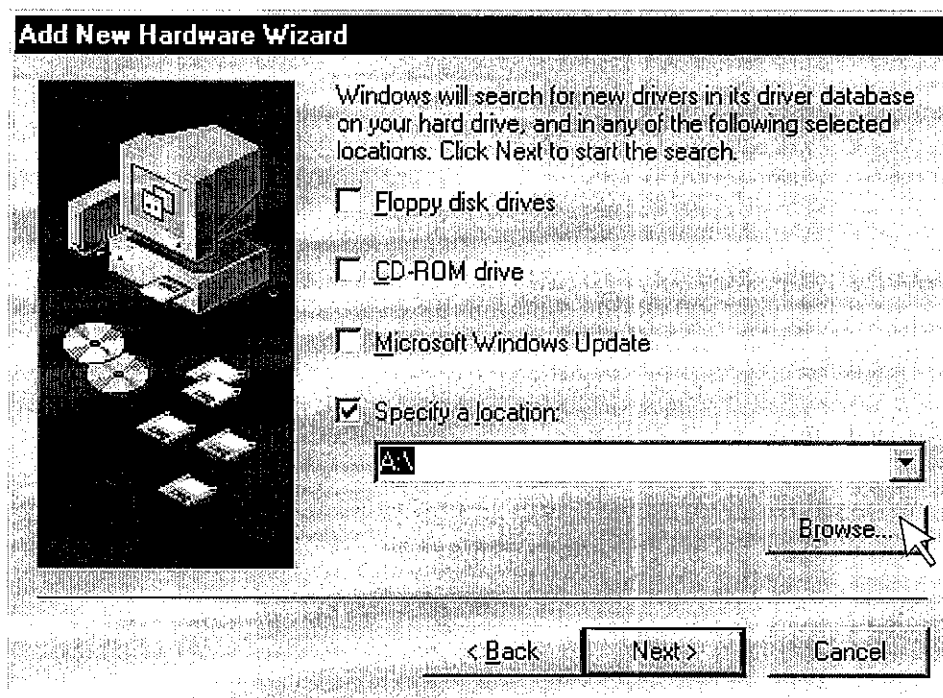 Add New Hardware Wizard
Windows will search for new drivers in its driver database
on your hard drive, and in any of the following selected
locations. Click Next to start the search.
Floppy disk drives
CD-ROM drive
Microsoft Windows Update
Specify a location:
A:\
Browse...
< Back
Next >
Cancel